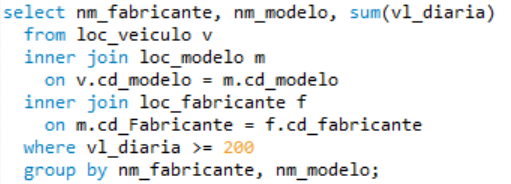 select nm_fabricante, nm_modelo, sum(vl_diaria)
from loc_veiculo v
inner join loc_modelo m
on v.cd_modelo = m.cd_modelo
inner join loc_fabricante f
on m.cd_Fabricante = f.cd_fabricante
where vl_diaria >= 200
group by nm_fabricante, nm_modelo;